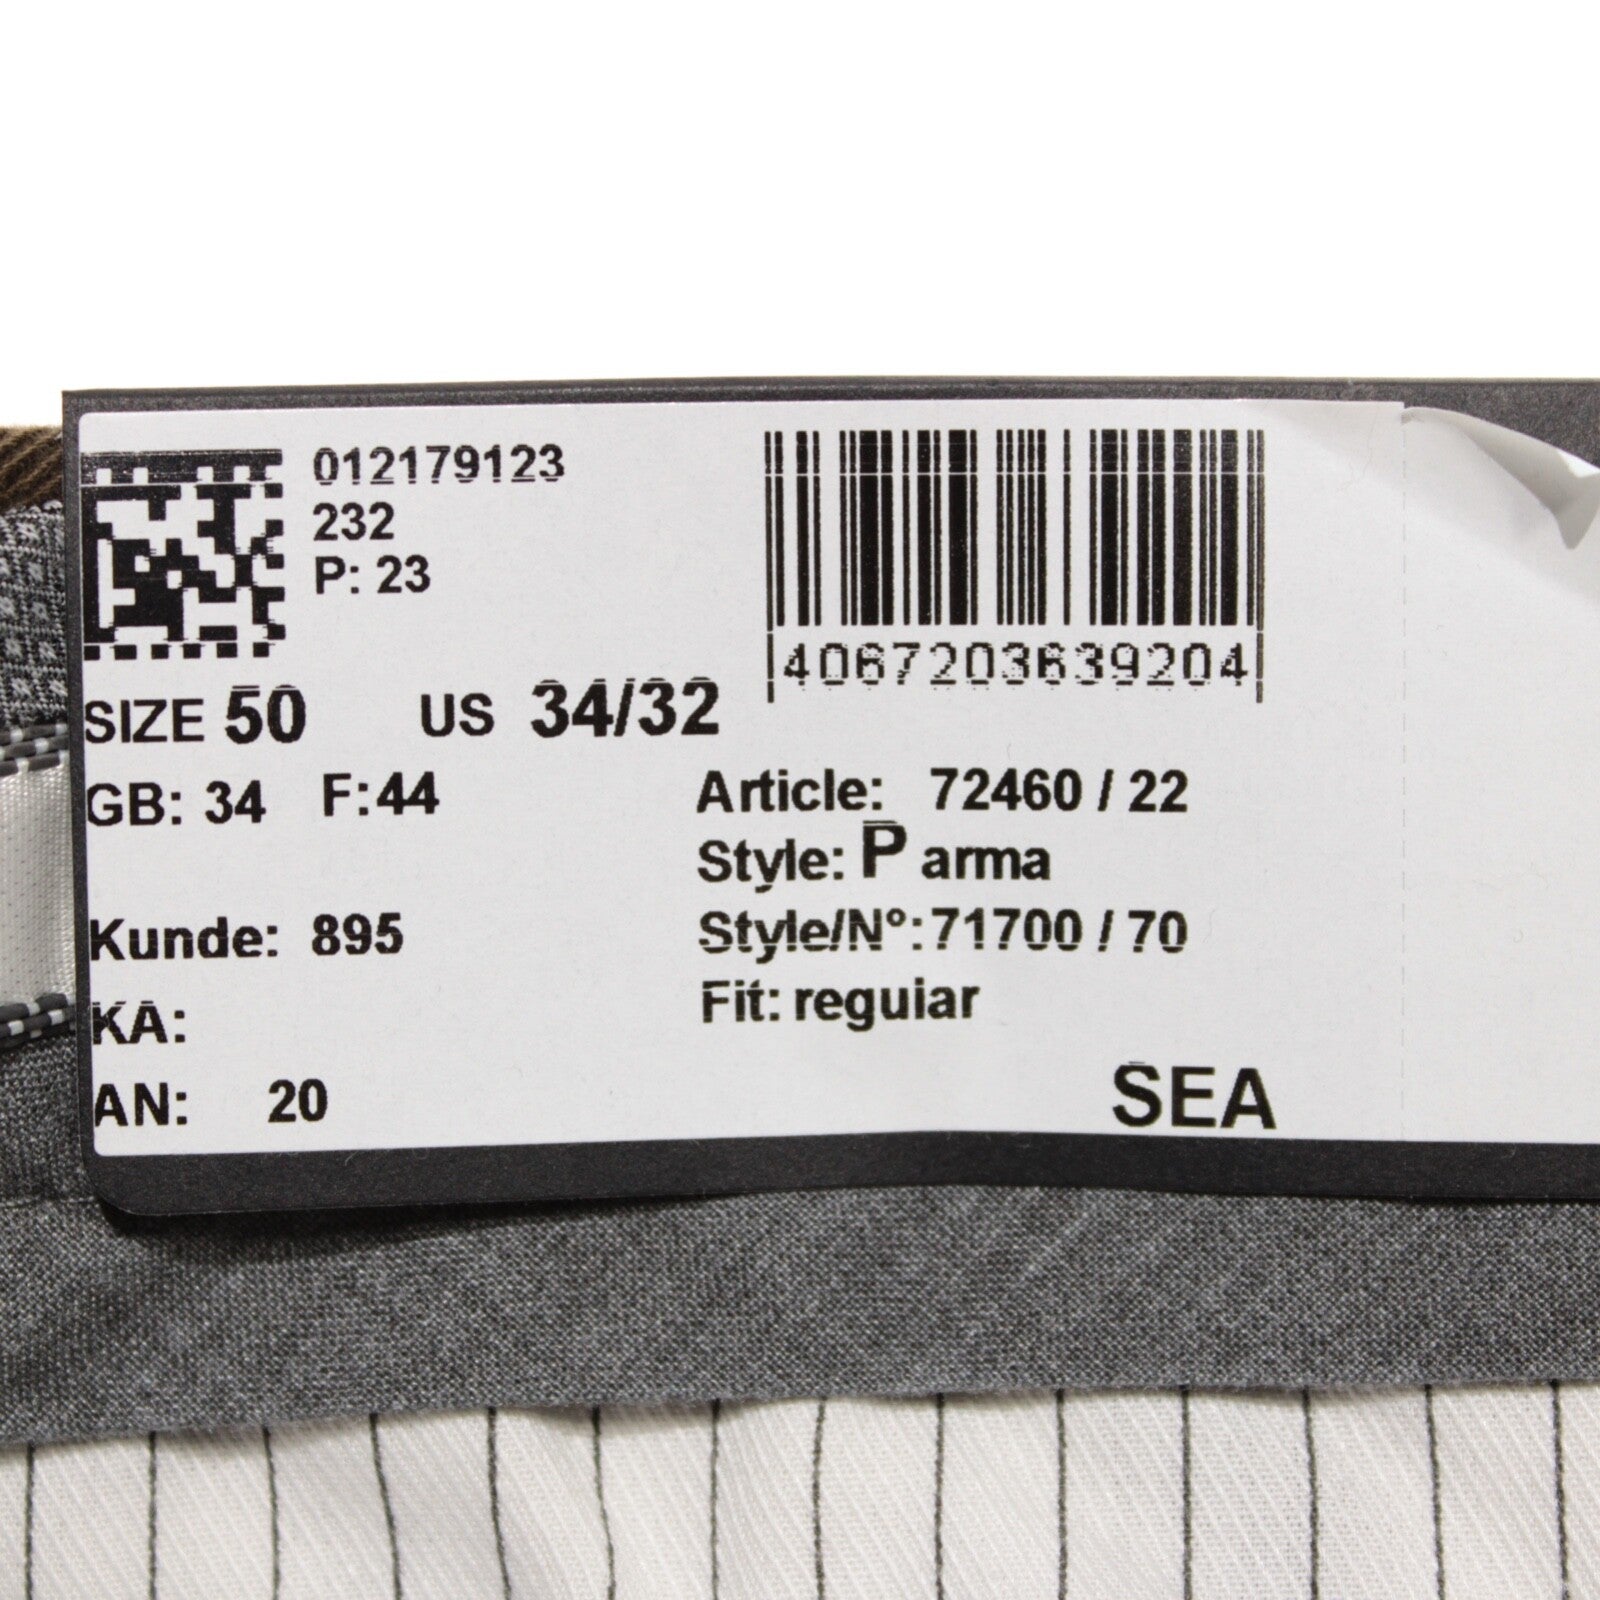 012179123
232
P: 23
4067203639204
SIZE 50 US 34/32
GB: 34 F:44
Article: 72460 / 22
Style: P arma
Kunde: 895
Style/N°:71700 / 70
KA:
Fit: regular
AN: 20
SEA